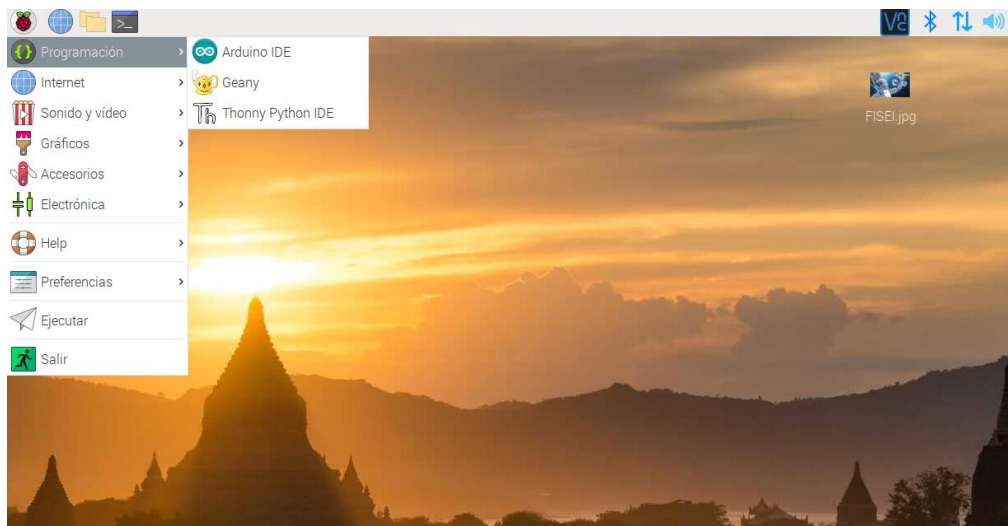 Programación
Arduino IDE
Internet
Geany
Sonido y vídeo
Thonny Python IDE
Gráficos
Accesorios
Electrónica
Help
Preferencias
Ejecutar
Salir
FISEI.jpg